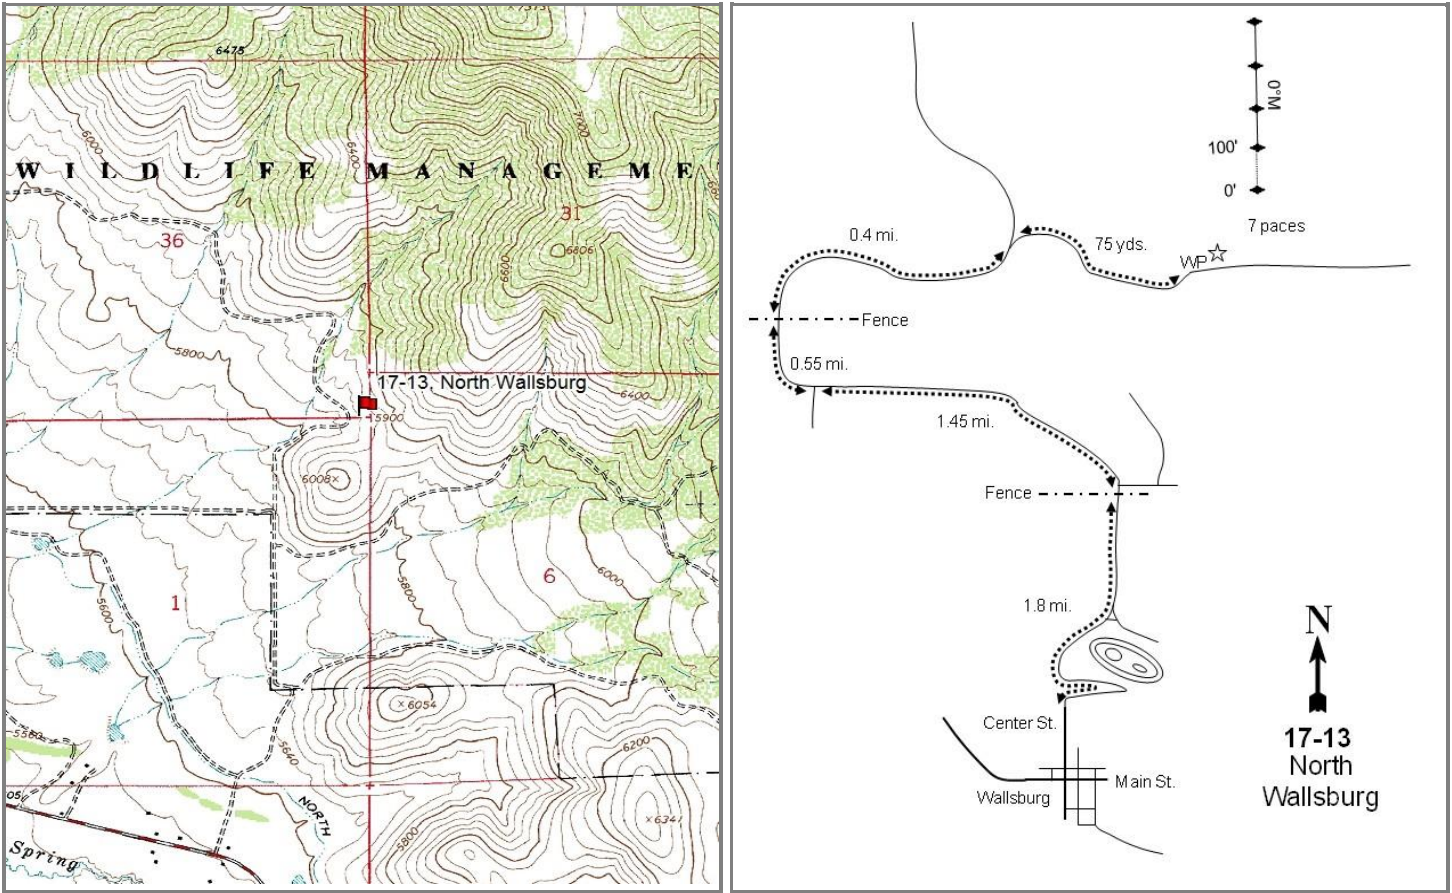 7373
6475
7000
6000
6400
WILDLIFE MANAGEME
36
31
6806
6600
5800
17-13, North Wallsburg
6400
5900
6008
6
6000
5800
1
5600
6054
5560
5640
6200
NORTH
6341
5800
Spring
0°M
100'
0'
7 paces
0.4 mi.
75 yds.
WP
Fence
0.55 mi.
1.45 mi.
Fence
1.8 mi.
N
Center St.
17-13
North
Wallsburg
Main St.
Wallsburg